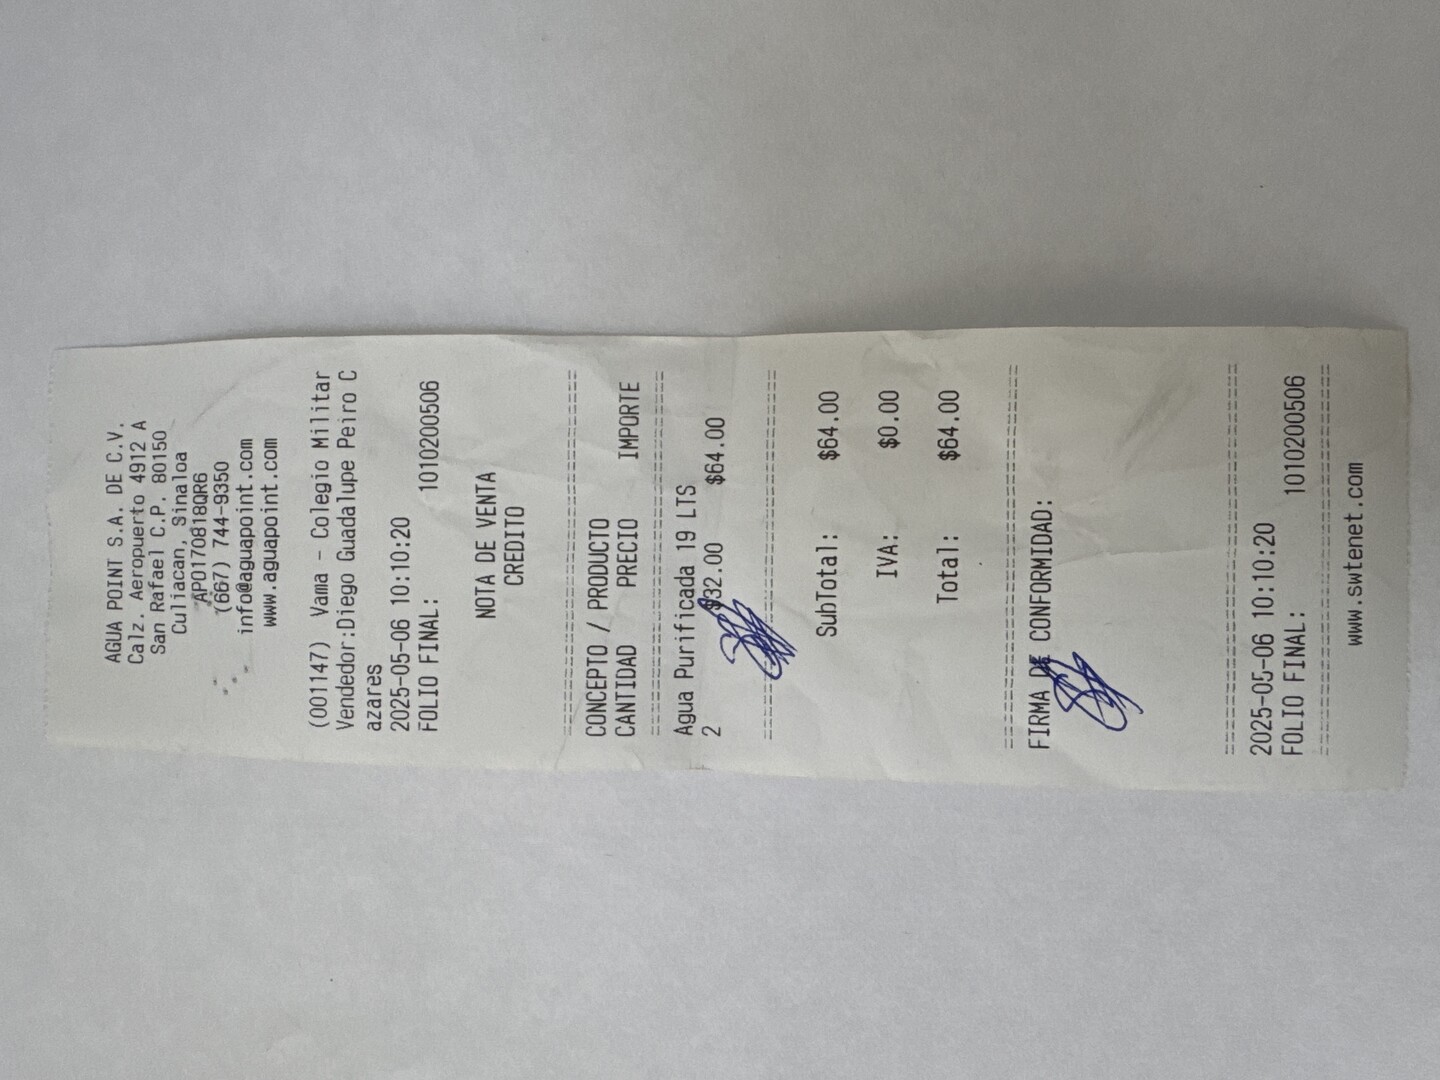 AGUA POINT S.A. DE C.V.
Calz. Aeropuerto 4912 A
San Rafael C.P. 80150
Culiacan, Sinaloa
APO170818QR6
(667) 744-9350
info@aguapoint.com
www.aguapoint.com
(001147) Vama - Colegio Militar
Vendedor:Diego Guadalupe Peiro C
azares
2025-05-06 10:10:20
FOLIO FINAL: 1010200506
NOTA DE VENTA
CREDITO
================================
CONCEPTO / PRODUCTO
CANTIDAD PRECIO IMPORTE
================================
Agua Purificada 19 LTS
2 $32.00 $64.00
================================
SubTotal: $64.00
IVA: $0.00
Total: $64.00
================================
FIRMA DE CONFORMIDAD:
================================
2025-05-06 10:10:20
FOLIO FINAL: 1010200506
================================
www.swtenet.com